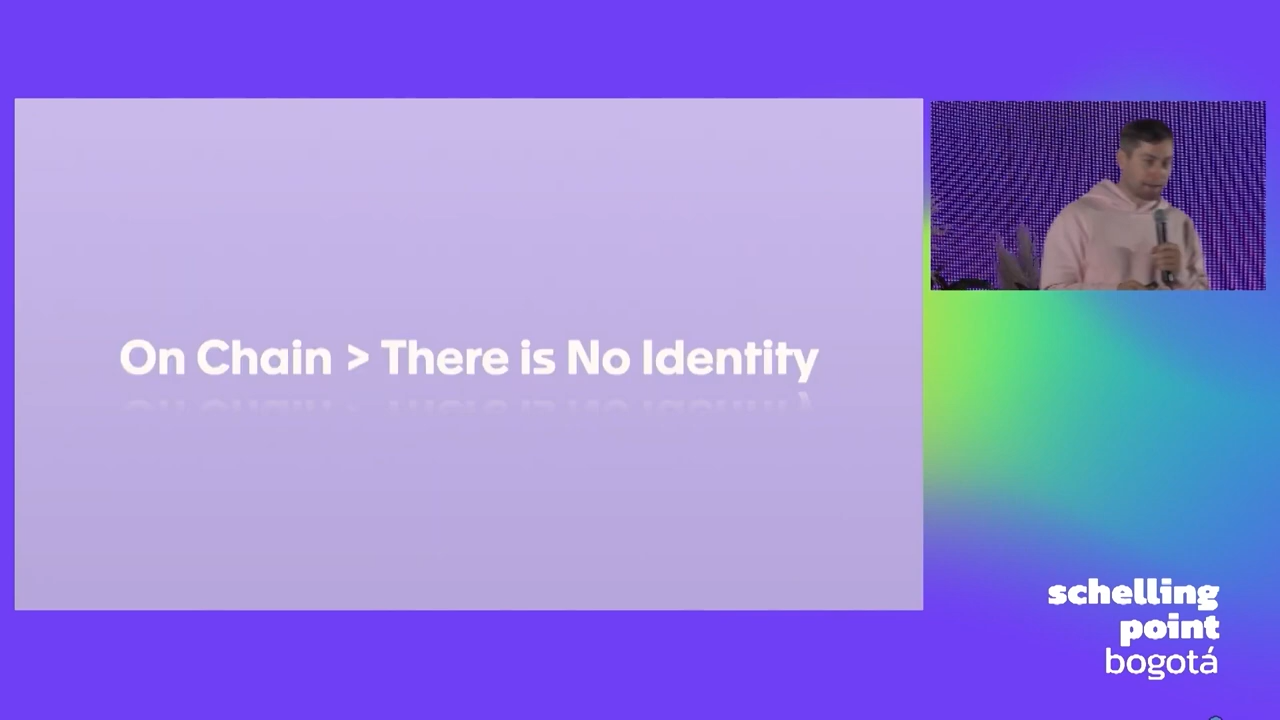 On Chain > There is No Identity
schelling
point
bogotá